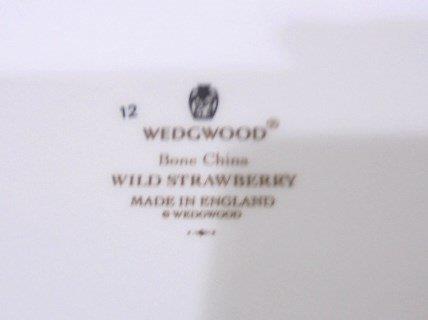 12
WEDGWOOD®
Bone China
WILD STRAWBERRY
MADE IN ENGLAND
© WEDGWOOD